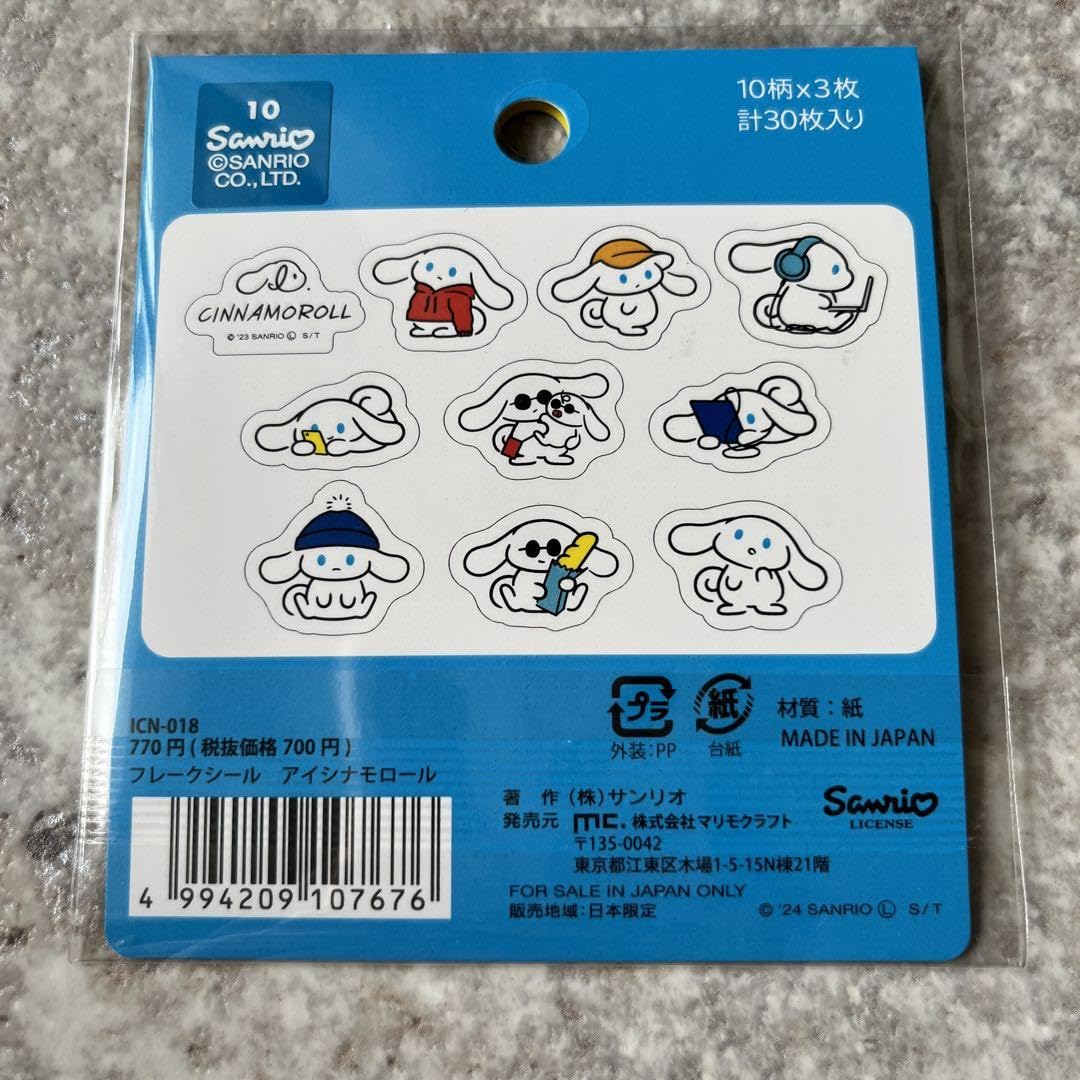 10
Sanrio
©SANRIO
CO.,LTD.
10柄×3枚
計30枚入り
CINNAMOROLL
© '23 SANRIO Ⓛ S/T
ICN-018
770円(税抜価格 700円)
フレークシール アイシナモロール
4 994209 107676
プラ
外装:PP
紙
台紙
材質:紙
MADE IN JAPAN
著 作 (株)サンリオ
発売元 mc. 株式会社マリモクラフト
〒135-0042
東京都江東区木場1-5-15N棟21階
FOR SALE IN JAPAN ONLY
販売地域:日本限定
Sanrio
LICENSE
© '24 SANRIO Ⓛ S/T